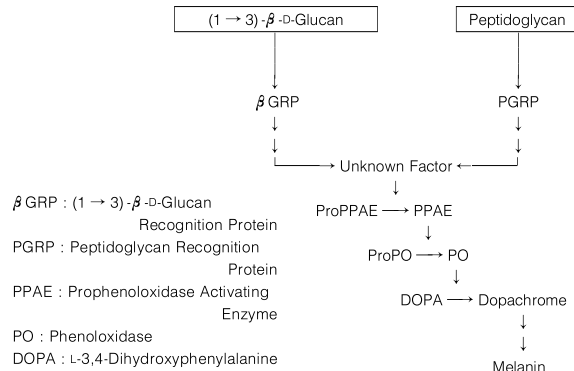 (1 → 3)-β-D-Glucan
Peptidoglycan
βGRP
PGRP
Unknown Factor
βGRP : (1 → 3)-β-D-Glucan
Recognition Protein
PGRP : Peptidoglycan Recognition
Protein
PPAE : Prophenoloxidase Activating
Enzyme
PO : Phenoloxidase
DOPA : L-3,4-Dihydroxyphenylalanine
ProPPAE → PPAE
ProPO → PO
DOPA → Dopachrome
Melanin